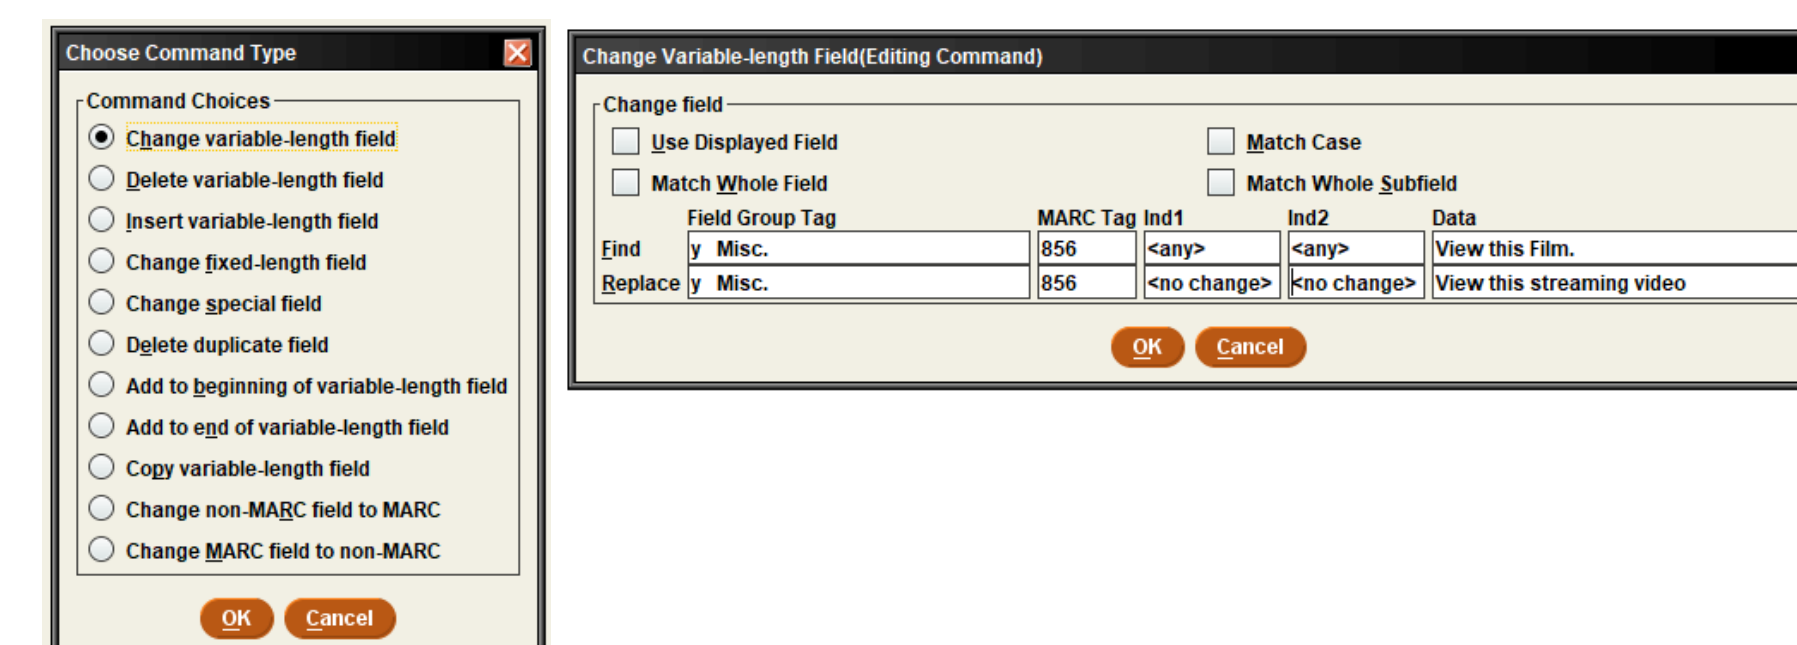 Choose Command Type
Command Choices
Change variable-length field
Delete variable-length field
Insert variable-length field
Change fixed-length field
Change special field
Delete duplicate field
Add to beginning of variable-length field
Add to end of variable-length field
Copy variable-length field
Change non-MARC field to MARC
Change MARC field to non-MARC
OK Cancel
Change Variable-length Field(Editing Command)
Change field
Use Displayed Field Match Case
Match Whole Field Match Whole Subfield
Field Group Tag MARC Tag Ind1 Ind2 Data
Find y Misc. 856 <any> <any> View this Film.
Replace y Misc. 856 <no change> <no change> View this streaming video
OK Cancel